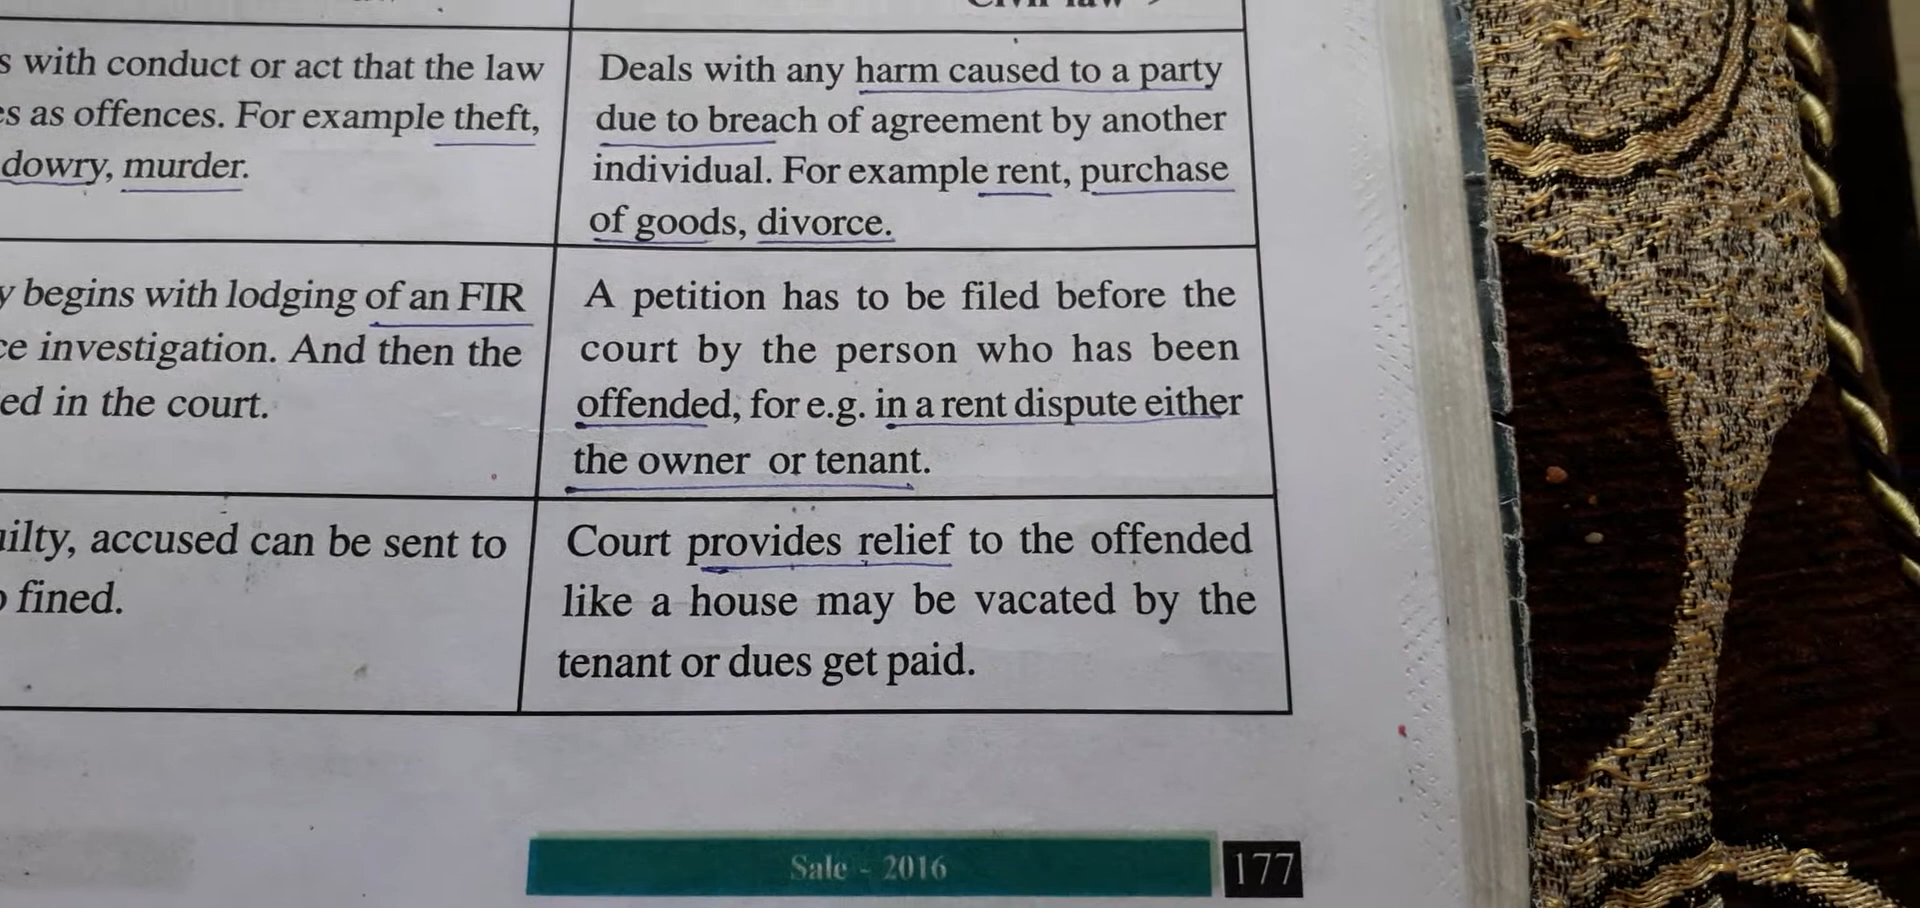 Civil law
s with conduct or act that the law
es as offences. For example theft,
dowry, murder.
Deals with any harm caused to a party
due to breach of agreement by another
individual. For example rent, purchase
of goods, divorce.
y begins with lodging of an FIR
ce investigation. And then the
ed in the court.
A petition has to be filed before the
court by the person who has been
offended, for e.g. in a rent dispute either
the owner or tenant.
uilty, accused can be sent to
fined.
Court provides relief to the offended
like a house may be vacated by the
tenant or dues get paid.
Sale - 2016
177